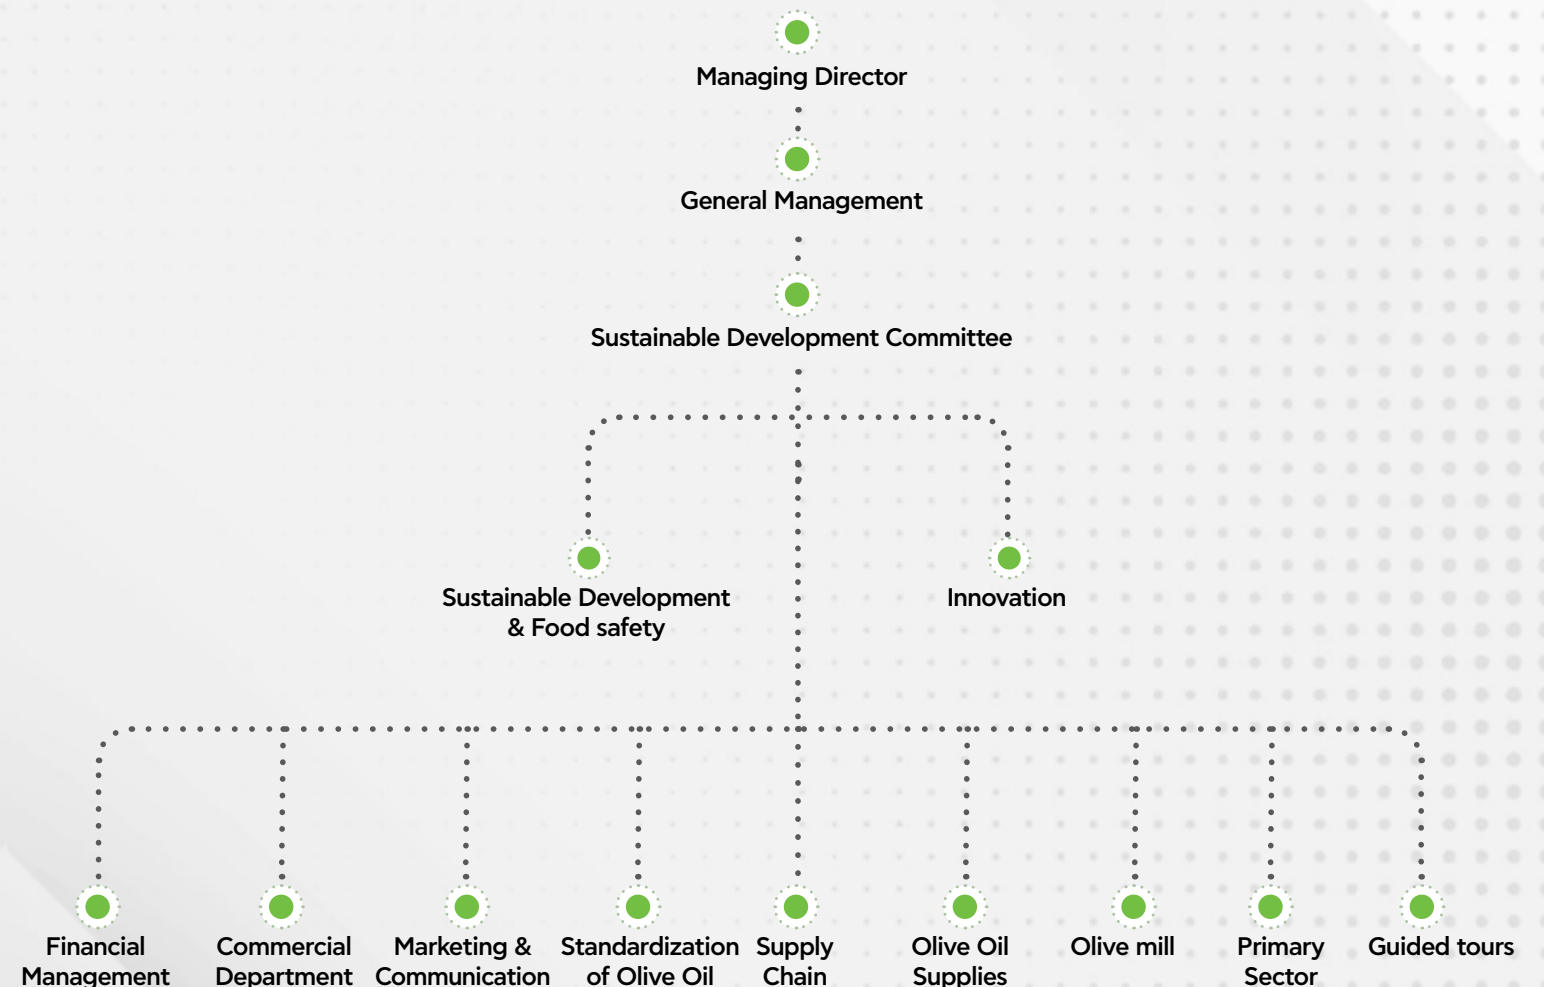 Managing Director
General Management
Sustainable Development Committee
Sustainable Development
& Food safety
Innovation
Financial
Management
Commercial
Department
Marketing &
Communication
Standardization
of Olive Oil
Supply
Chain
Olive Oil
Supplies
Olive mill
Primary
Sector
Guided tours